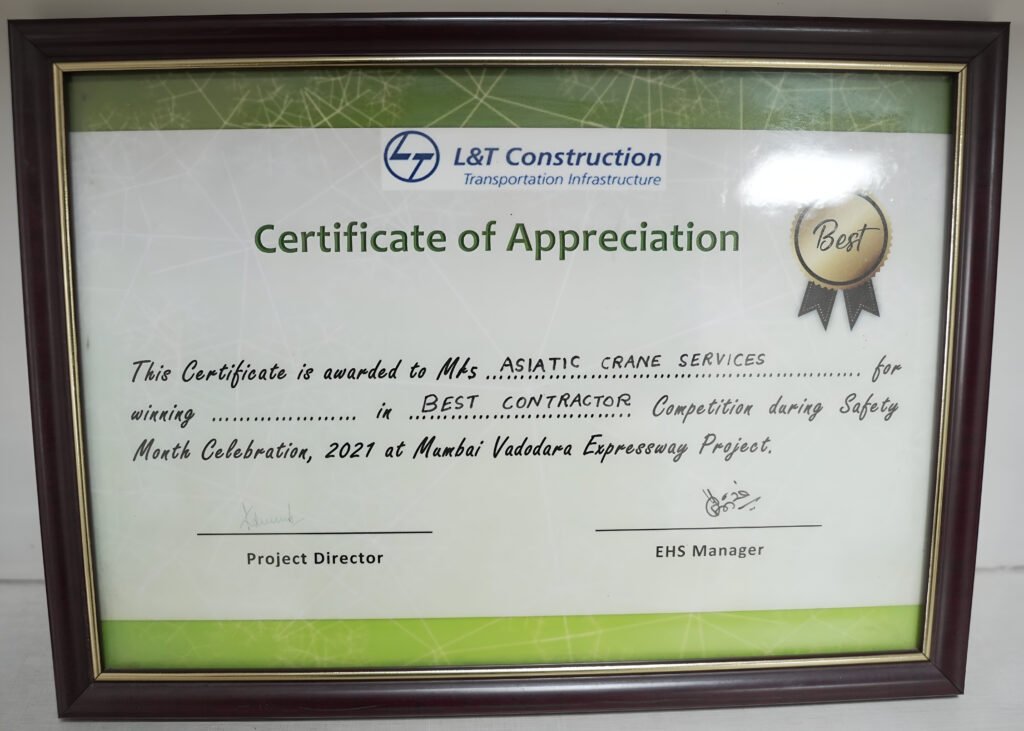 L&T Construction
Transportation Infrastructure
Certificate of Appreciation
Best
This Certificate is awarded to M/s ASIATIC CRANE SERVICES for
winning ..................... in BEST CONTRACTOR Competition during Safety
Month Celebration, 2021 at Mumbai Vadodara Expressway Project.
Project Director
EHS Manager